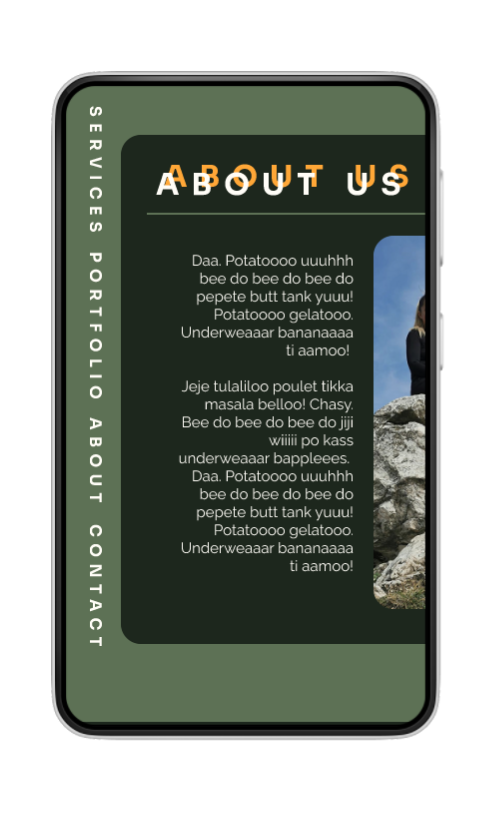 SERVICES PORTFOLIO ABOUT CONTACT
ABOUT US
Daa. Potatoooo uuuhhh
bee do bee do bee do
pepete butt tank yuuu!
Potatoooo gelatooo.
Underweaaar bananaaaa
ti aamoo!
Jeje tulaliloo poulet tikka
masala belloo! Chasy.
Bee do bee do bee do jiji
wiiiii po kass
underweaaar bappleees.
Daa. Potatoooo uuuhhh
bee do bee do bee do
pepete butt tank yuuu!
Potatoooo gelatooo.
Underweaaar bananaaaa
ti aamoo!